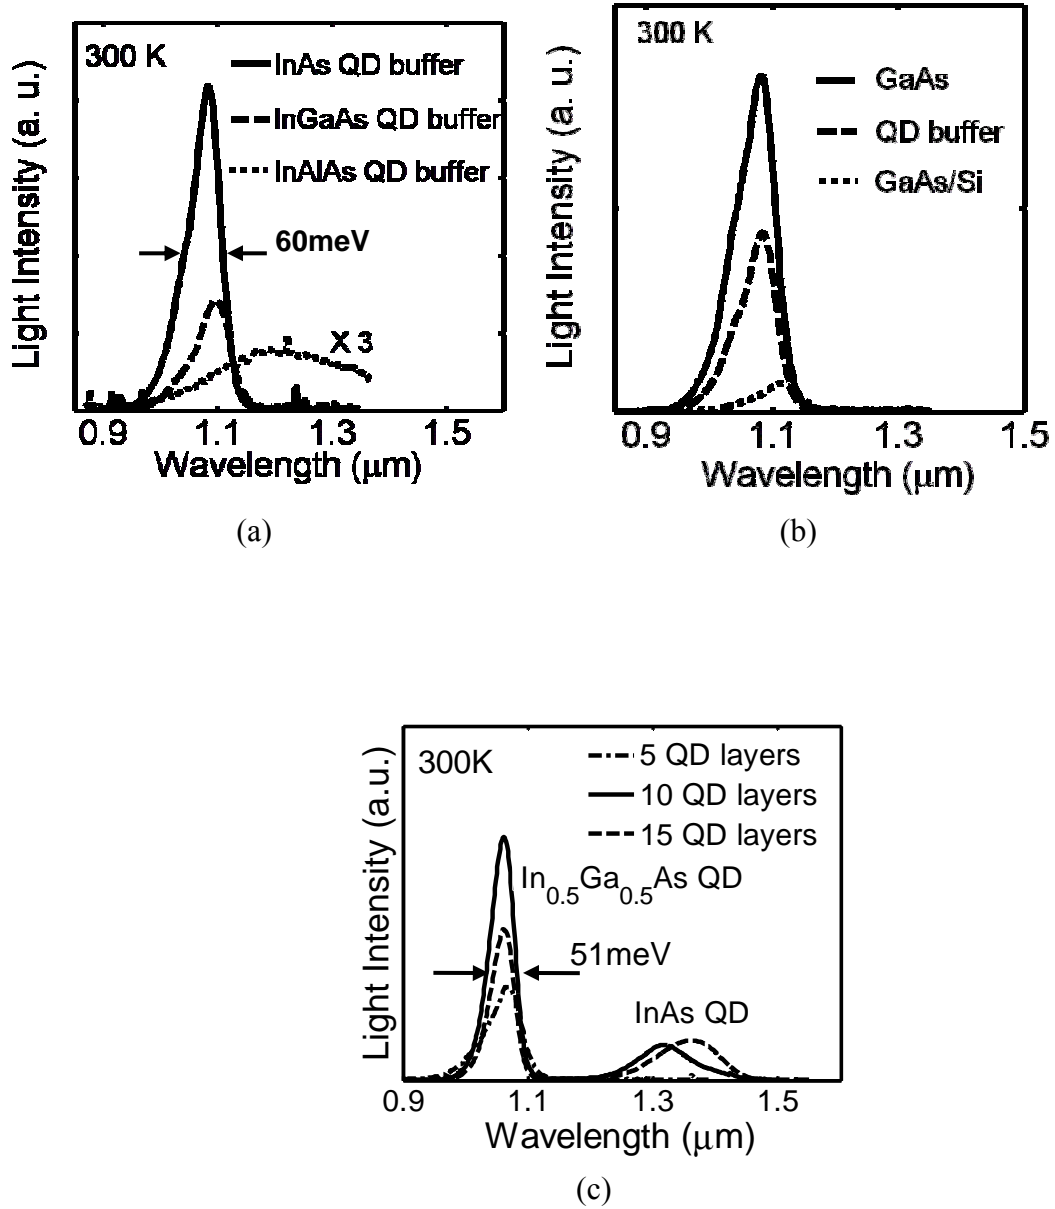 300 K
InAs QD buffer
InGaAs QD buffer
InAlAs QD buffer
60meV
X 3
Light Intensity (a. u.)
0.9 1.1 1.3 1.5
Wavelength (μm)
(a)
300 K
GaAs
QD buffer
GaAs/Si
Light Intensity (a. u.)
0.9 1.1 1.3 1.5
Wavelength (μm)
(b)
300K
5 QD layers
10 QD layers
15 QD layers
In0.5Ga0.5As QD
51meV
InAs QD
Light Intensity (a.u.)
0.9 1.1 1.3 1.5
Wavelength (μm)
(c)